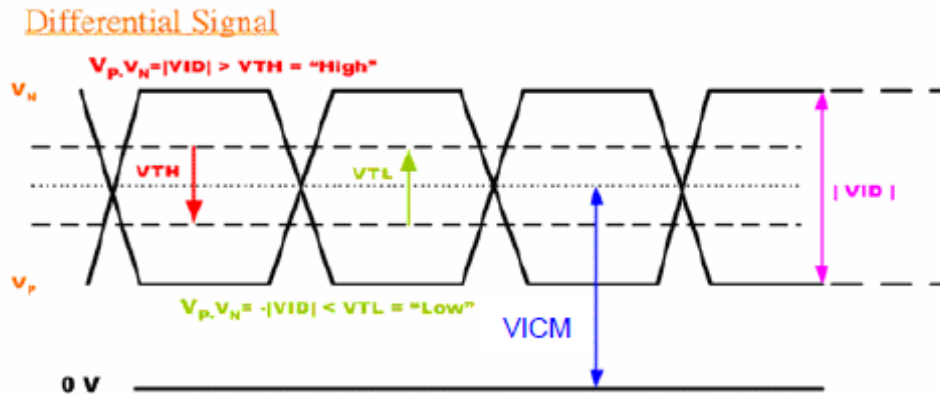 Differential Signal
VP-VN=|VID| > VTH = “High”
VN
VTH
VTL
| VID |
VP
VP-VN= -|VID| < VTL = “Low”
VICM
0 V